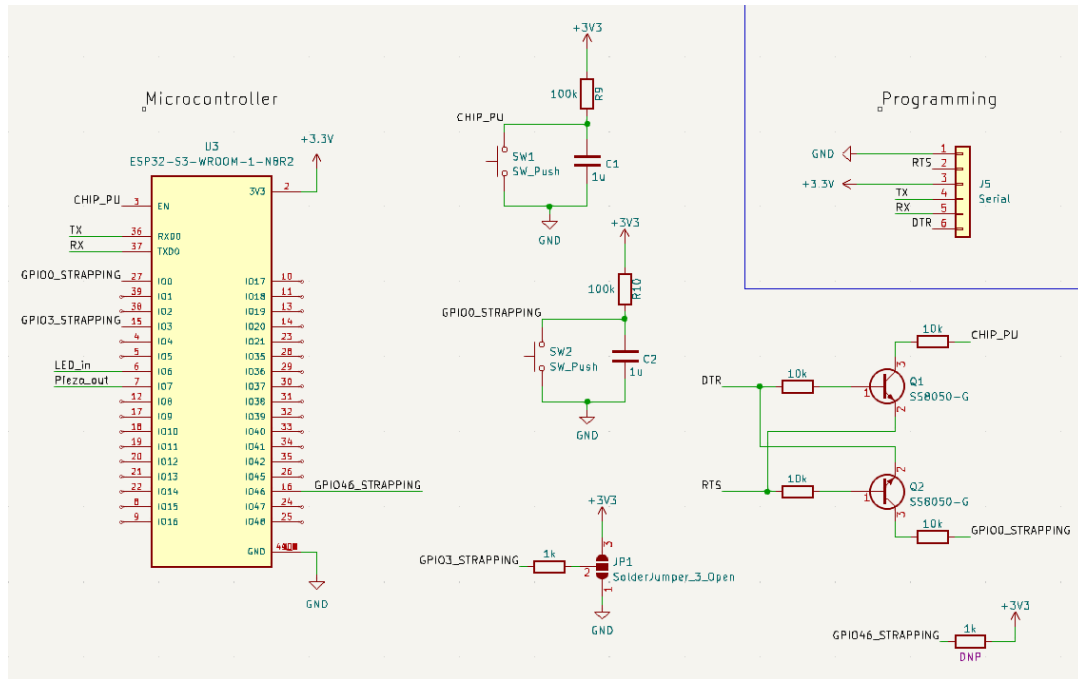 Microcontroller
U3
ESP32-S3-WROOM-1-N8R2
+3.3V
3V3
2
CHIP_PU
3
EN
TX
36
RXD0
RX
37
TXD0
GPIO0_STRAPPING
27
IO0
39
IO1
38
IO2
GPIO3_STRAPPING
15
IO3
4
IO4
5
IO5
LED_in
6
IO6
Piezo_out
7
IO7
12
IO8
17
IO9
18
IO10
19
IO11
20
IO12
21
IO13
22
IO14
8
IO15
9
IO16
IO17
10
IO18
11
IO19
13
IO20
14
IO21
23
IO35
28
IO36
29
IO37
30
IO38
31
IO39
32
IO40
33
IO41
34
IO42
35
IO45
26
IO46
16
GPIO46_STRAPPING
IO47
24
IO48
25
GND
GND
+3V3
100k
R9
CHIP_PU
SW1
SW_Push
C1
1u
GND
+3V3
100k
R10
GPIO0_STRAPPING
SW2
SW_Push
C2
1u
GND
+3V3
GPIO3_STRAPPING
1k
3
2
1
JP1
SolderJumper_3_Open
GND
Programming
GND
1
RTS
2
+3.3V
3
TX
4
RX
5
DTR
6
J5
Serial
10k
CHIP_PU
DTR
10k
1
3
2
Q1
SS8050-G
RTS
10k
1
2
3
Q2
SS8050-G
10k
GPIO0_STRAPPING
+3V3
GPIO46_STRAPPING
1k
DNP